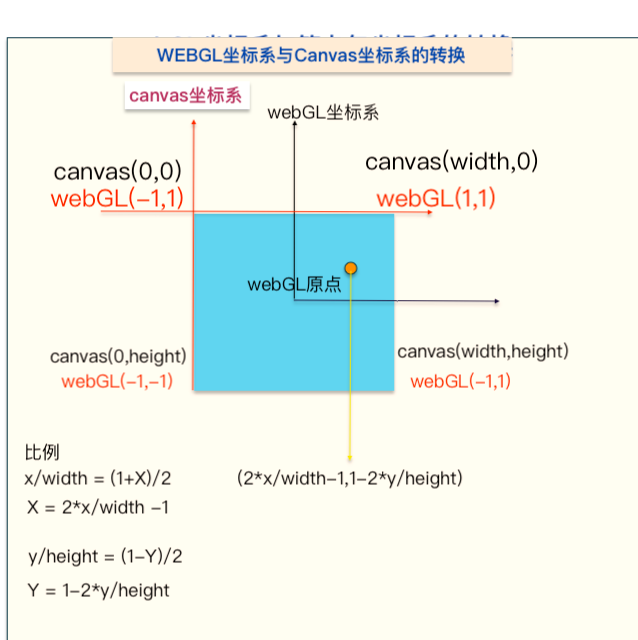 WEBGL坐标系与Canvas坐标系的转换
canvas坐标系
webGL坐标系
canvas(0,0)
canvas(width,0)
webGL(-1,1)
webGL(1,1)
webGL原点
canvas(0,height)
canvas(width,height)
webGL(-1,-1)
webGL(-1,1)
比例
x/width = (1+X)/2
(2*x/width-1,1-2*y/height)
X = 2*x/width -1
y/height = (1-Y)/2
Y = 1-2*y/height